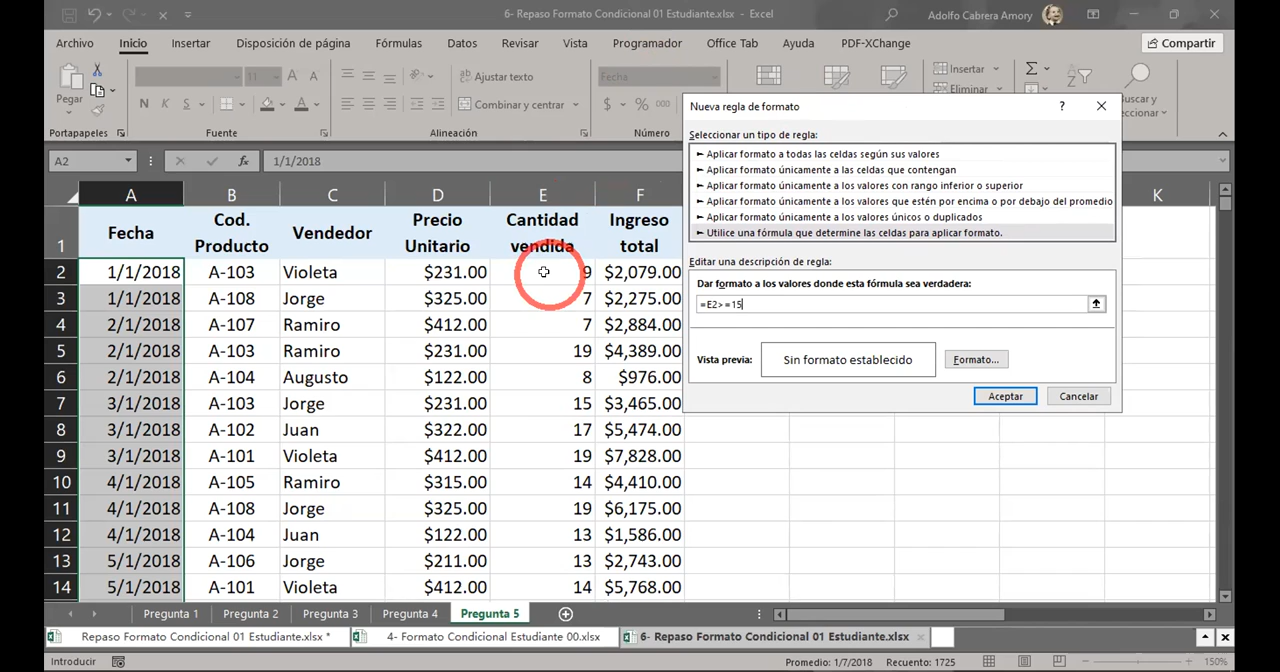 6- Repaso Formato Condicional 01 Estudiante.xlsx - Excel
Adolfo Cabrera Amory
Archivo Inicio Insertar Disposición de página Fórmulas Datos Revisar Vista Programador Office Tab Ayuda PDF-XChange Compartir
Pegar
11
A A
N K S A
Ajustar texto
Combinar y centrar
Fecha
$ % 000
Insertar
Eliminar
Buscar y
Portapapeles Fuente Alineación Número
A2 fx 1/1/2018
Nueva regla de formato ?
Seleccionar un tipo de regla:
► Aplicar formato a todas las celdas según sus valores
► Aplicar formato únicamente a las celdas que contengan
► Aplicar formato únicamente a los valores con rango inferior o superior
► Aplicar formato únicamente a los valores que estén por encima o por debajo del promedio
► Aplicar formato únicamente a los valores únicos o duplicados
► Utilice una fórmula que determine las celdas para aplicar formato.
Editar una descripción de regla:
Dar formato a los valores donde esta fórmula sea verdadera:
=E2>=15
Vista previa: Sin formato establecido Formato...
Aceptar Cancelar
A B C D E F K
1 Fecha Cod. Producto Vendedor Precio Unitario Cantidad vendida Ingreso total
2 1/1/2018 A-103 Violeta $231.00 9 $2,079.00
3 1/1/2018 A-108 Jorge $325.00 7 $2,275.00
4 2/1/2018 A-107 Ramiro $412.00 7 $2,884.00
5 2/1/2018 A-103 Ramiro $231.00 19 $4,389.00
6 2/1/2018 A-104 Augusto $122.00 8 $976.00
7 3/1/2018 A-103 Jorge $231.00 15 $3,465.00
8 3/1/2018 A-102 Juan $322.00 17 $5,474.00
9 3/1/2018 A-101 Violeta $412.00 19 $7,828.00
10 4/1/2018 A-105 Ramiro $315.00 14 $4,410.00
11 4/1/2018 A-108 Jorge $325.00 19 $6,175.00
12 4/1/2018 A-104 Juan $122.00 13 $1,586.00
13 5/1/2018 A-106 Jorge $211.00 13 $2,743.00
14 5/1/2018 A-101 Violeta $412.00 14 $5,768.00
Pregunta 1 Pregunta 2 Pregunta 3 Pregunta 4 Pregunta 5
Repaso Formato Condicional 01 Estudiante.xlsx * 4- Formato Condicional Estudiante 00.xlsx 6- Repaso Formato Condicional 01 Estudiante.xlsx
Introducir Promedio: 1/7/2018 Recuento: 1725 150%